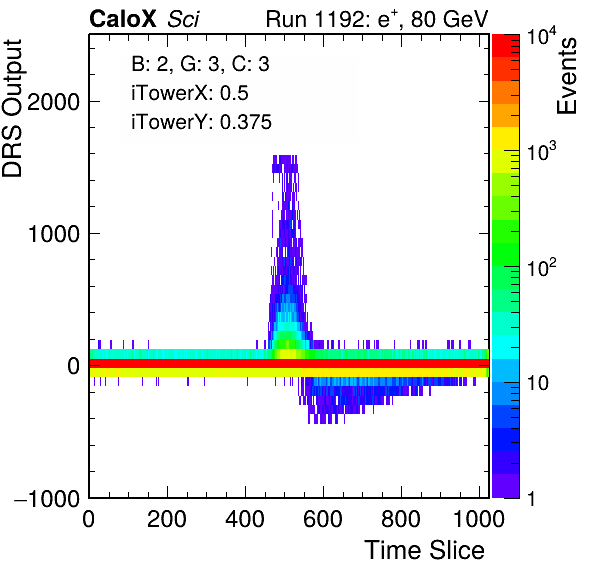 CaloX Sci Run 1192: e⁺, 80 GeV
B: 2, G: 3, C: 3
iTowerX: 0.5
iTowerY: 0.375
DRS Output
2000
1000
0
−1000
0 200 400 600 800 1000
Time Slice
Events
10⁴
10³
10²
10
1